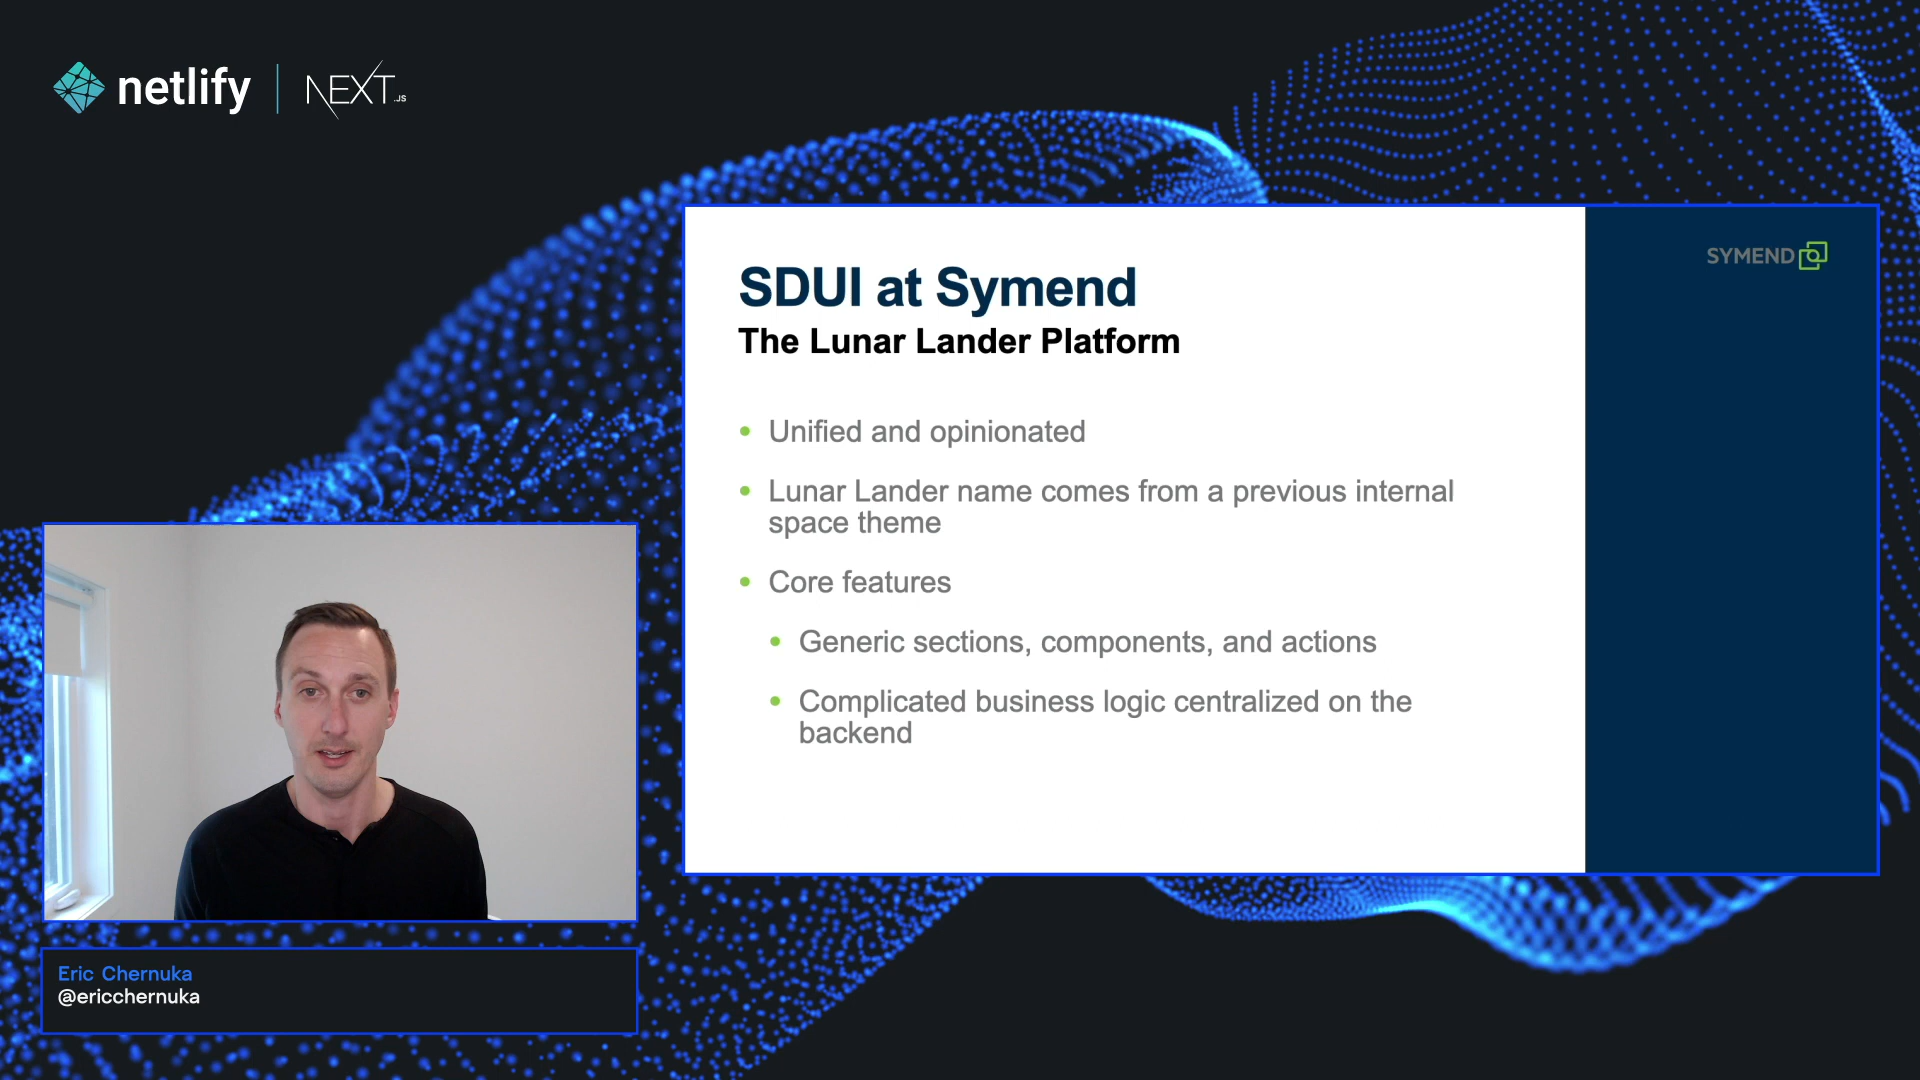 netlify
NEXT.JS
SYMEND
SDUI at Symend
The Lunar Lander Platform
• Unified and opinionated
• Lunar Lander name comes from a previous internal
space theme
• Core features
• Generic sections, components, and actions
• Complicated business logic centralized on the
backend
Eric Chernuka
@ericchernuka